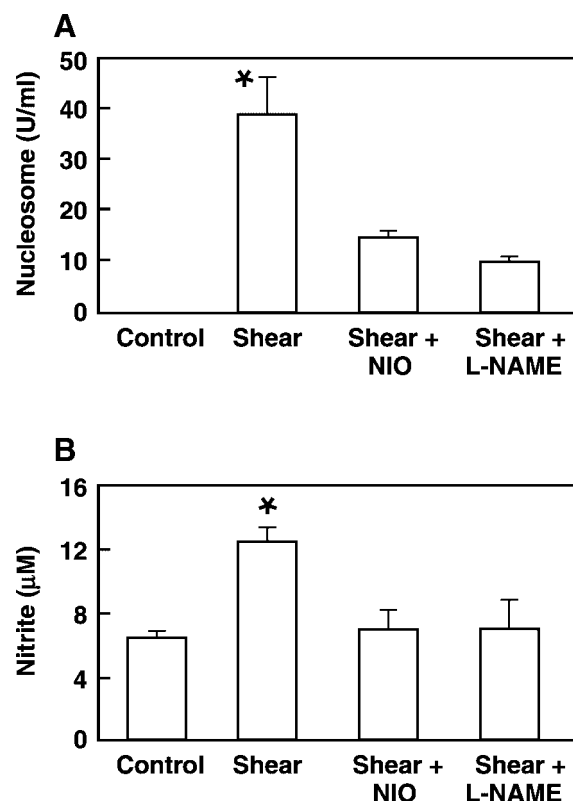 A
Nucleosome (U/ml)
50
40
30
20
10
0
*
Control Shear Shear + Shear +
NIO L-NAME
B
Nitrite (μM)
16
12
8
4
0
*
Control Shear Shear + Shear +
NIO L-NAME